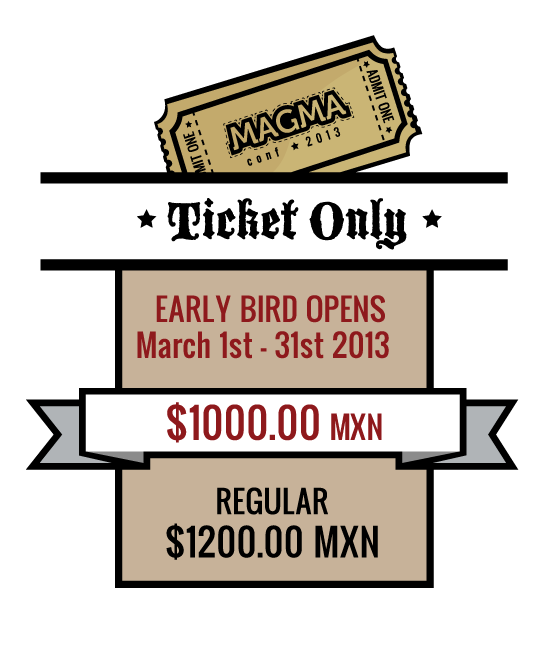 ADMIT ONE
MAGMA
conf ★ 2013
MIT ONE
★ Ticket Only ★
EARLY BIRD OPENS
March 1st - 31st 2013
$1000.00 MXN
REGULAR
$1200.00 MXN